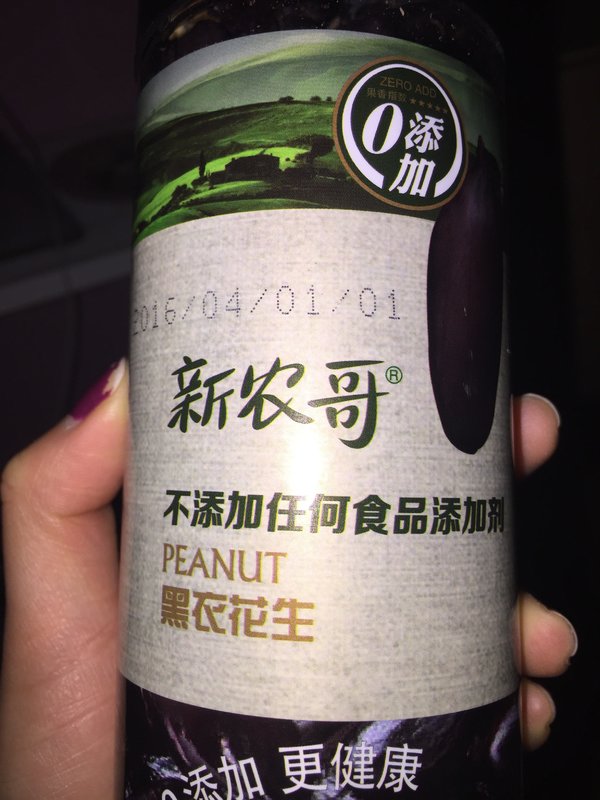 ZERO ADD
果香指数★★★★★
0添加
2016/04/01/01
新农哥®
不添加任何食品添加剂
PEANUT
黑衣花生
0添加 更健康